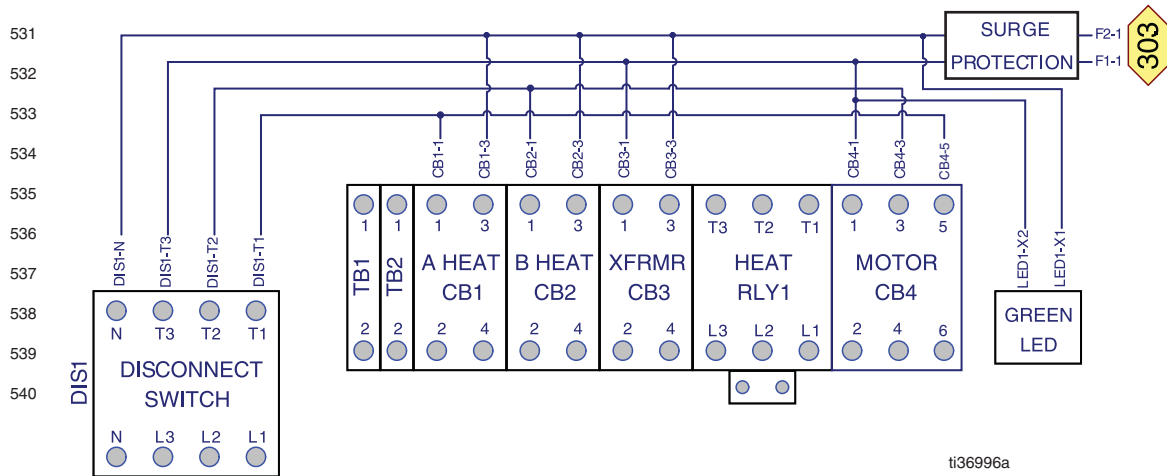 531
532
533
534
535
536
537
538
539
540
SURGE
PROTECTION
F2-1
F1-1
303
CB1-1
CB1-3
CB2-1
CB2-3
CB3-1
CB3-3
CB4-1
CB4-3
CB4-5
DIS1-N
DIS1-T3
DIS1-T2
DIS1-T1
LED1-X2
LED1-X1
1
TB1
2
1
TB2
2
1 3
A HEAT
CB1
2 4
1 3
B HEAT
CB2
2 4
1 3
XFRMR
CB3
2 4
T3 T2 T1
HEAT
RLY1
L3 L2 L1
1 3 5
MOTOR
CB4
2 4 6
GREEN
LED
DIS1
N T3 T2 T1
DISCONNECT
SWITCH
N L3 L2 L1
ti36996a